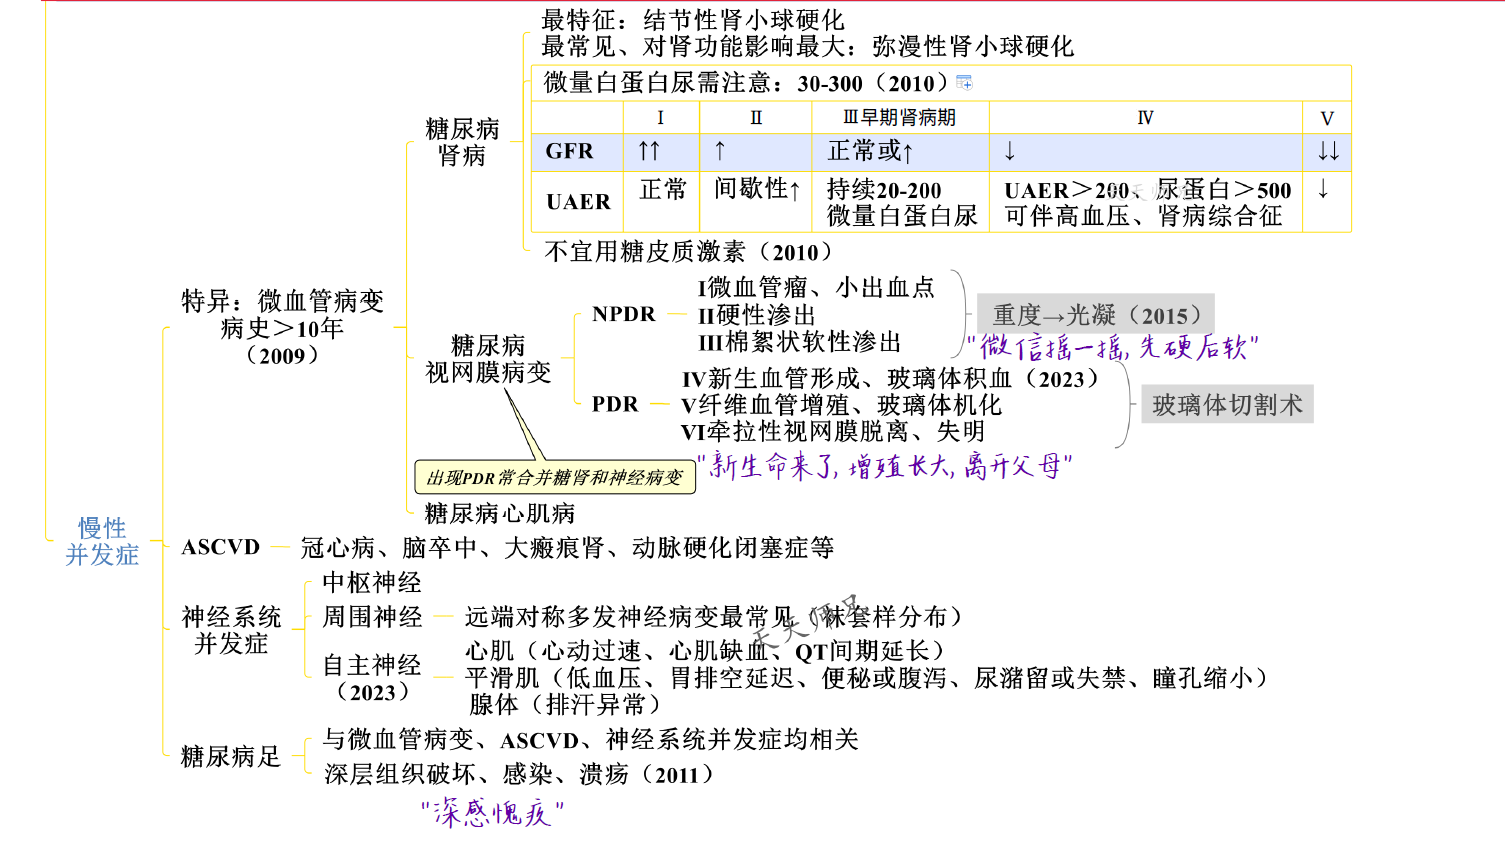 最特征：结节性肾小球硬化
最常见、对肾功能影响最大：弥漫性肾小球硬化
微量白蛋白尿需注意：30-300（2010）
I II III早期肾病期 IV V
GFR ↑↑ ↑ 正常或↑ ↓ ↓↓
UAER 正常 间歇性↑ 持续20-200 UAER＞200、尿蛋白＞500 ↓
微量白蛋白尿 可伴高血压、肾病综合征
糖尿病
肾病
不宜用糖皮质激素（2010）
特异：微血管病变
病史＞10年
（2009）
糖尿病
视网膜病变
NPDR
I微血管瘤、小出血点
II硬性渗出
III棉絮状软性渗出
重度→光凝（2015）
"微信摇一摇，先硬后软"
PDR
IV新生血管形成、玻璃体积血（2023）
V纤维血管增殖、玻璃体机化
VI牵拉性视网膜脱离、失明
玻璃体切割术
"新生命来了，增殖长大，离开父母"
出现PDR常合并糖肾和神经病变
糖尿病心肌病
慢性
并发症
ASCVD
冠心病、脑卒中、大瘢痕肾、动脉硬化闭塞症等
神经系统
并发症
中枢神经
周围神经
远端对称多发神经病变最常见（袜套样分布）
自主神经
（2023）
心肌（心动过速、心肌缺血、QT间期延长）
平滑肌（低血压、胃排空延迟、便秘或腹泻、尿潴留或失禁、瞳孔缩小）
腺体（排汗异常）
天天师兄
糖尿病足
与微血管病变、ASCVD、神经系统并发症均相关
深层组织破坏、感染、溃疡（2011）
"深感愧疚"